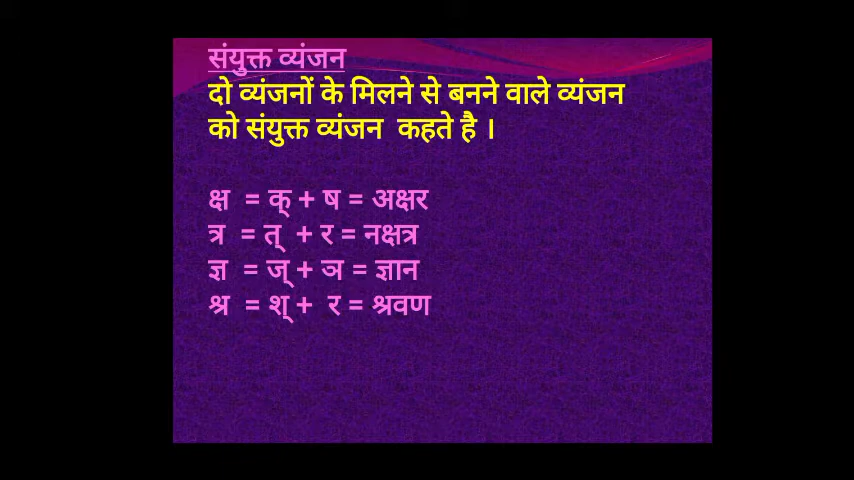 संयुक्त व्यंजन
दो व्यंजनों के मिलने से बनने वाले व्यंजन
को संयुक्त व्यंजन कहते है ।
क्ष = क् + ष = अक्षर
त्र = त् + र = नक्षत्र
ज्ञ = ज् + ञ = ज्ञान
श्र = श् + र = श्रवण